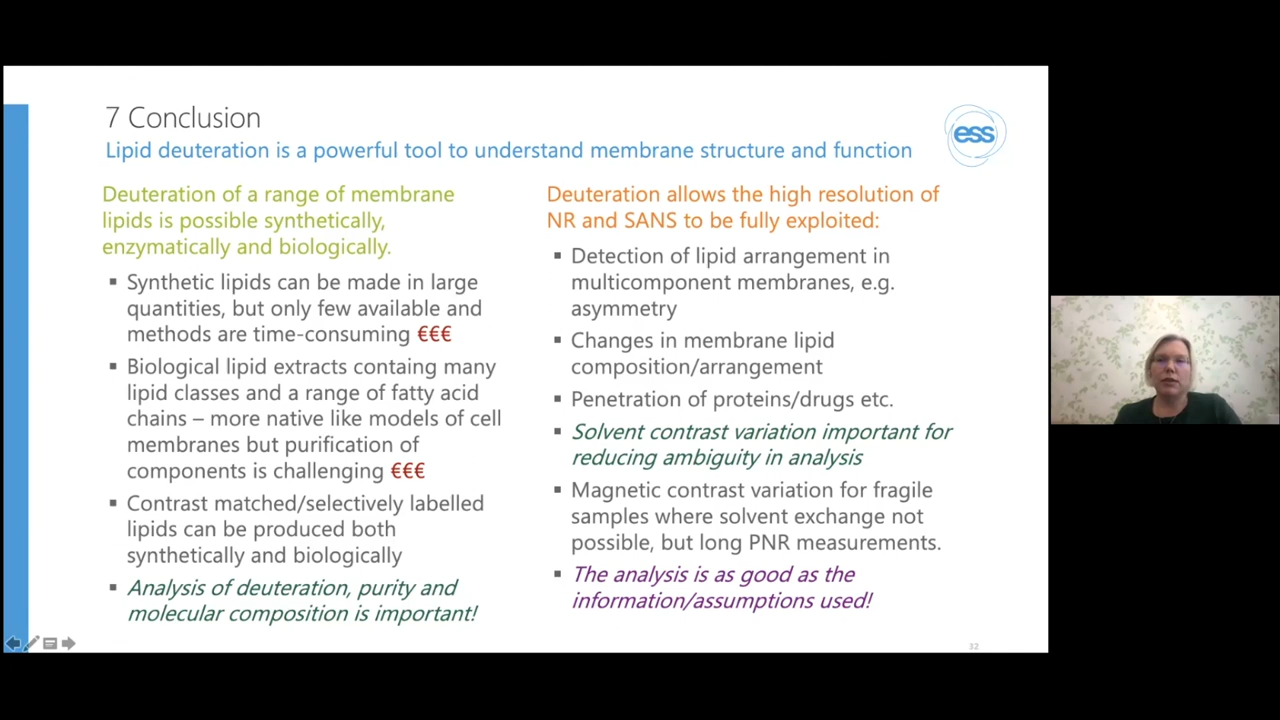 7 Conclusion
ess
Lipid deuteration is a powerful tool to understand membrane structure and function
Deuteration of a range of membrane
lipids is possible synthetically,
enzymatically and biologically.
▪ Synthetic lipids can be made in large
quantities, but only few available and
methods are time-consuming €€€
▪ Biological lipid extracts containg many
lipid classes and a range of fatty acid
chains – more native like models of cell
membranes but purification of
components is challenging €€€
▪ Contrast matched/selectively labelled
lipids can be produced both
synthetically and biologically
▪ Analysis of deuteration, purity and
molecular composition is important!
Deuteration allows the high resolution of
NR and SANS to be fully exploited:
▪ Detection of lipid arrangement in
multicomponent membranes, e.g.
asymmetry
▪ Changes in membrane lipid
composition/arrangement
▪ Penetration of proteins/drugs etc.
▪ Solvent contrast variation important for
reducing ambiguity in analysis
▪ Magnetic contrast variation for fragile
samples where solvent exchange not
possible, but long PNR measurements.
▪ The analysis is as good as the
information/assumptions used!
32